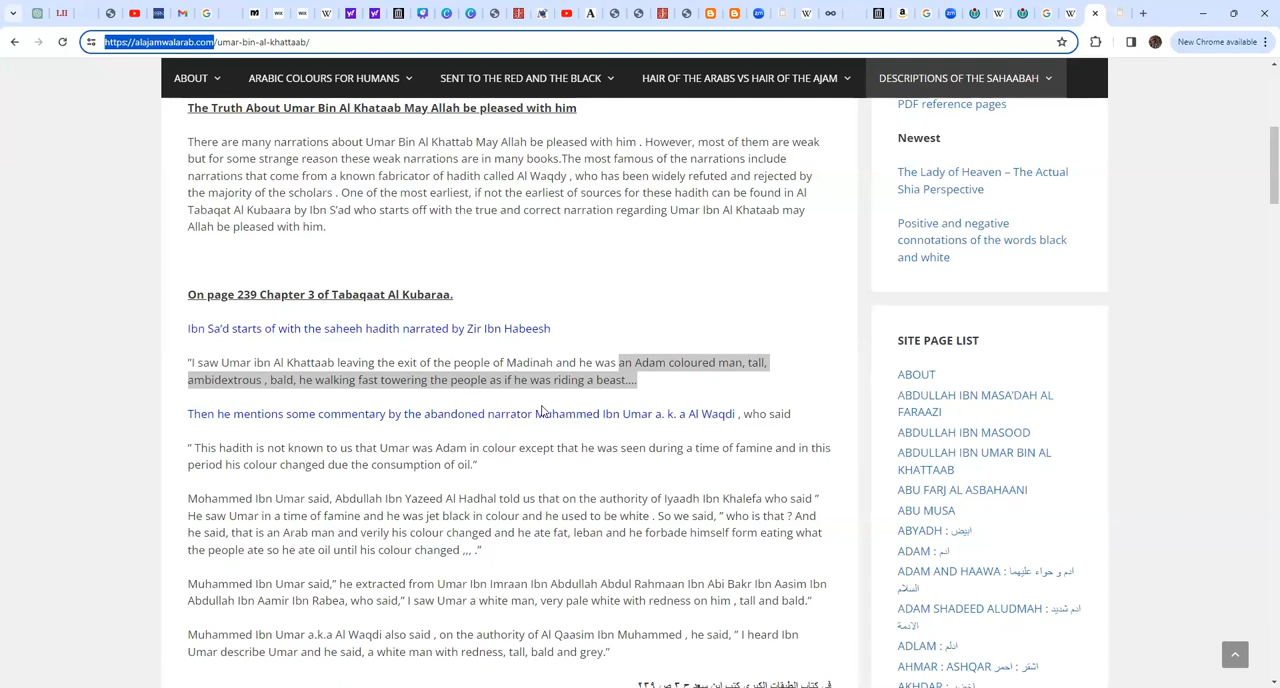 https://alajamwalarab.com/umar-bin-al-khattaab/
New Chrome available
ABOUT
ARABIC COLOURS FOR HUMANS
SENT TO THE RED AND THE BLACK
HAIR OF THE ARABS VS HAIR OF THE AJAM
DESCRIPTIONS OF THE SAHAABAH
The Truth About Umar Bin Al Khataab May Allah be pleased with him
There are many narrations about Umar Bin Al Khattab May Allah be pleased with him . However, most of them are weak
but for some strange reason these weak narrations are in many books.The most famous of the narrations include
narrations that come from a known fabricator of hadith called Al Waqdy , who has been widely refuted and rejected by
the majority of the scholars . One of the most earliest, if not the earliest of sources for these hadith can be found in Al
Tabaqat Al Kubaara by Ibn S'ad who starts off with the true and correct narration regarding Umar Ibn Al Khataab may
Allah be pleased with him.
On page 239 Chapter 3 of Tabaqaat Al Kubaraa.
Ibn Sa'd starts of with the saheeh hadith narrated by Zir Ibn Habeesh
"I saw Umar ibn Al Khattaab leaving the exit of the people of Madinah and he was an Adam coloured man, tall,
ambidextrous , bald, he walking fast towering the people as if he was riding a beast....
Then he mentions some commentary by the abandoned narrator Muhammed Ibn Umar a. k. a Al Waqdi , who said
" This hadith is not known to us that Umar was Adam in colour except that he was seen during a time of famine and in this
period his colour changed due the consumption of oil."
Mohammed Ibn Umar said, Abdullah Ibn Yazeed Al Hadhal told us that on the authority of Iyaadh Ibn Khalefa who said "
He saw Umar in a time of famine and he was jet black in colour and he used to be white . So we said, " who is that ? And
he said, that is an Arab man and verily his colour changed and he ate fat, leban and he forbade himself form eating what
the people ate so he ate oil until his colour changed ,,, ."
Muhammed Ibn Umar said narracted from Umar Ibn Imraan Ibn Abdullah Abdul Rahmaan Ibn Abi Bakr Ibn Aasim Ibn
Abdullah Ibn Aamir Ibn Rabea, who said," I saw Umar a white man, very pale white with redness on him , tall and bald."
Muhammed Ibn Umar a.k.a Al Waqdi also said , on the authority of Al Qaasim Ibn Muhammed , he said, " I heard Ibn
Umar describe Umar and he said, a white man with redness, tall, bald and grey."
في كتاب الطبقات الكبرى كتب ابن سعد ج ٣ ص ٢٣٩
PDF reference pages
Newest
The Lady of Heaven – The Actual
Shia Perspective
Positive and negative
connotations of the words black
and white
SITE PAGE LIST
ABOUT
ABDULLAH IBN MASA'DAH AL
FARAAZI
ABDULLAH IBN MASOOD
ABDULLAH IBN UMAR BIN AL
KHATTAAB
ABU FARJ AL ASBAHAANI
ABU MUSA
ABYADH : ابيض
ADAM : ادم
ADAM AND HAAWA : ادم و حواء عليهما
السلام
ADAM SHADEED ALUDMAH : ادم شديد
الادمة
ADLAM : ادلم
AHMAR : ASHQAR اشقر : احمر
AKHDAR : اخضر